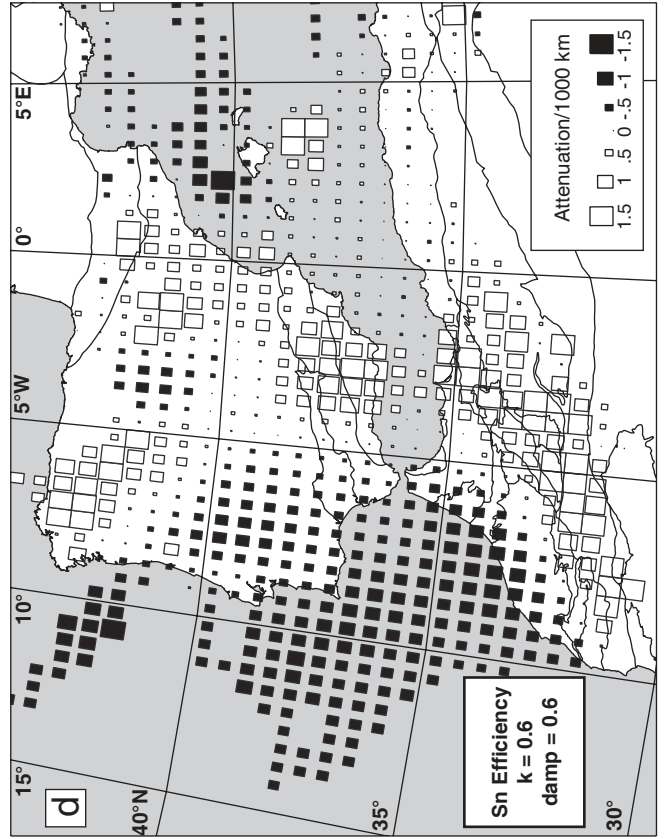 d
15°
10°
5°W
0°
5°E
40°N
35°
30°
Sn Efficiency
k = 0.6
damp = 0.6
Attenuation/1000 km
1.5 1 .5 0 -.5 -1 -1.5